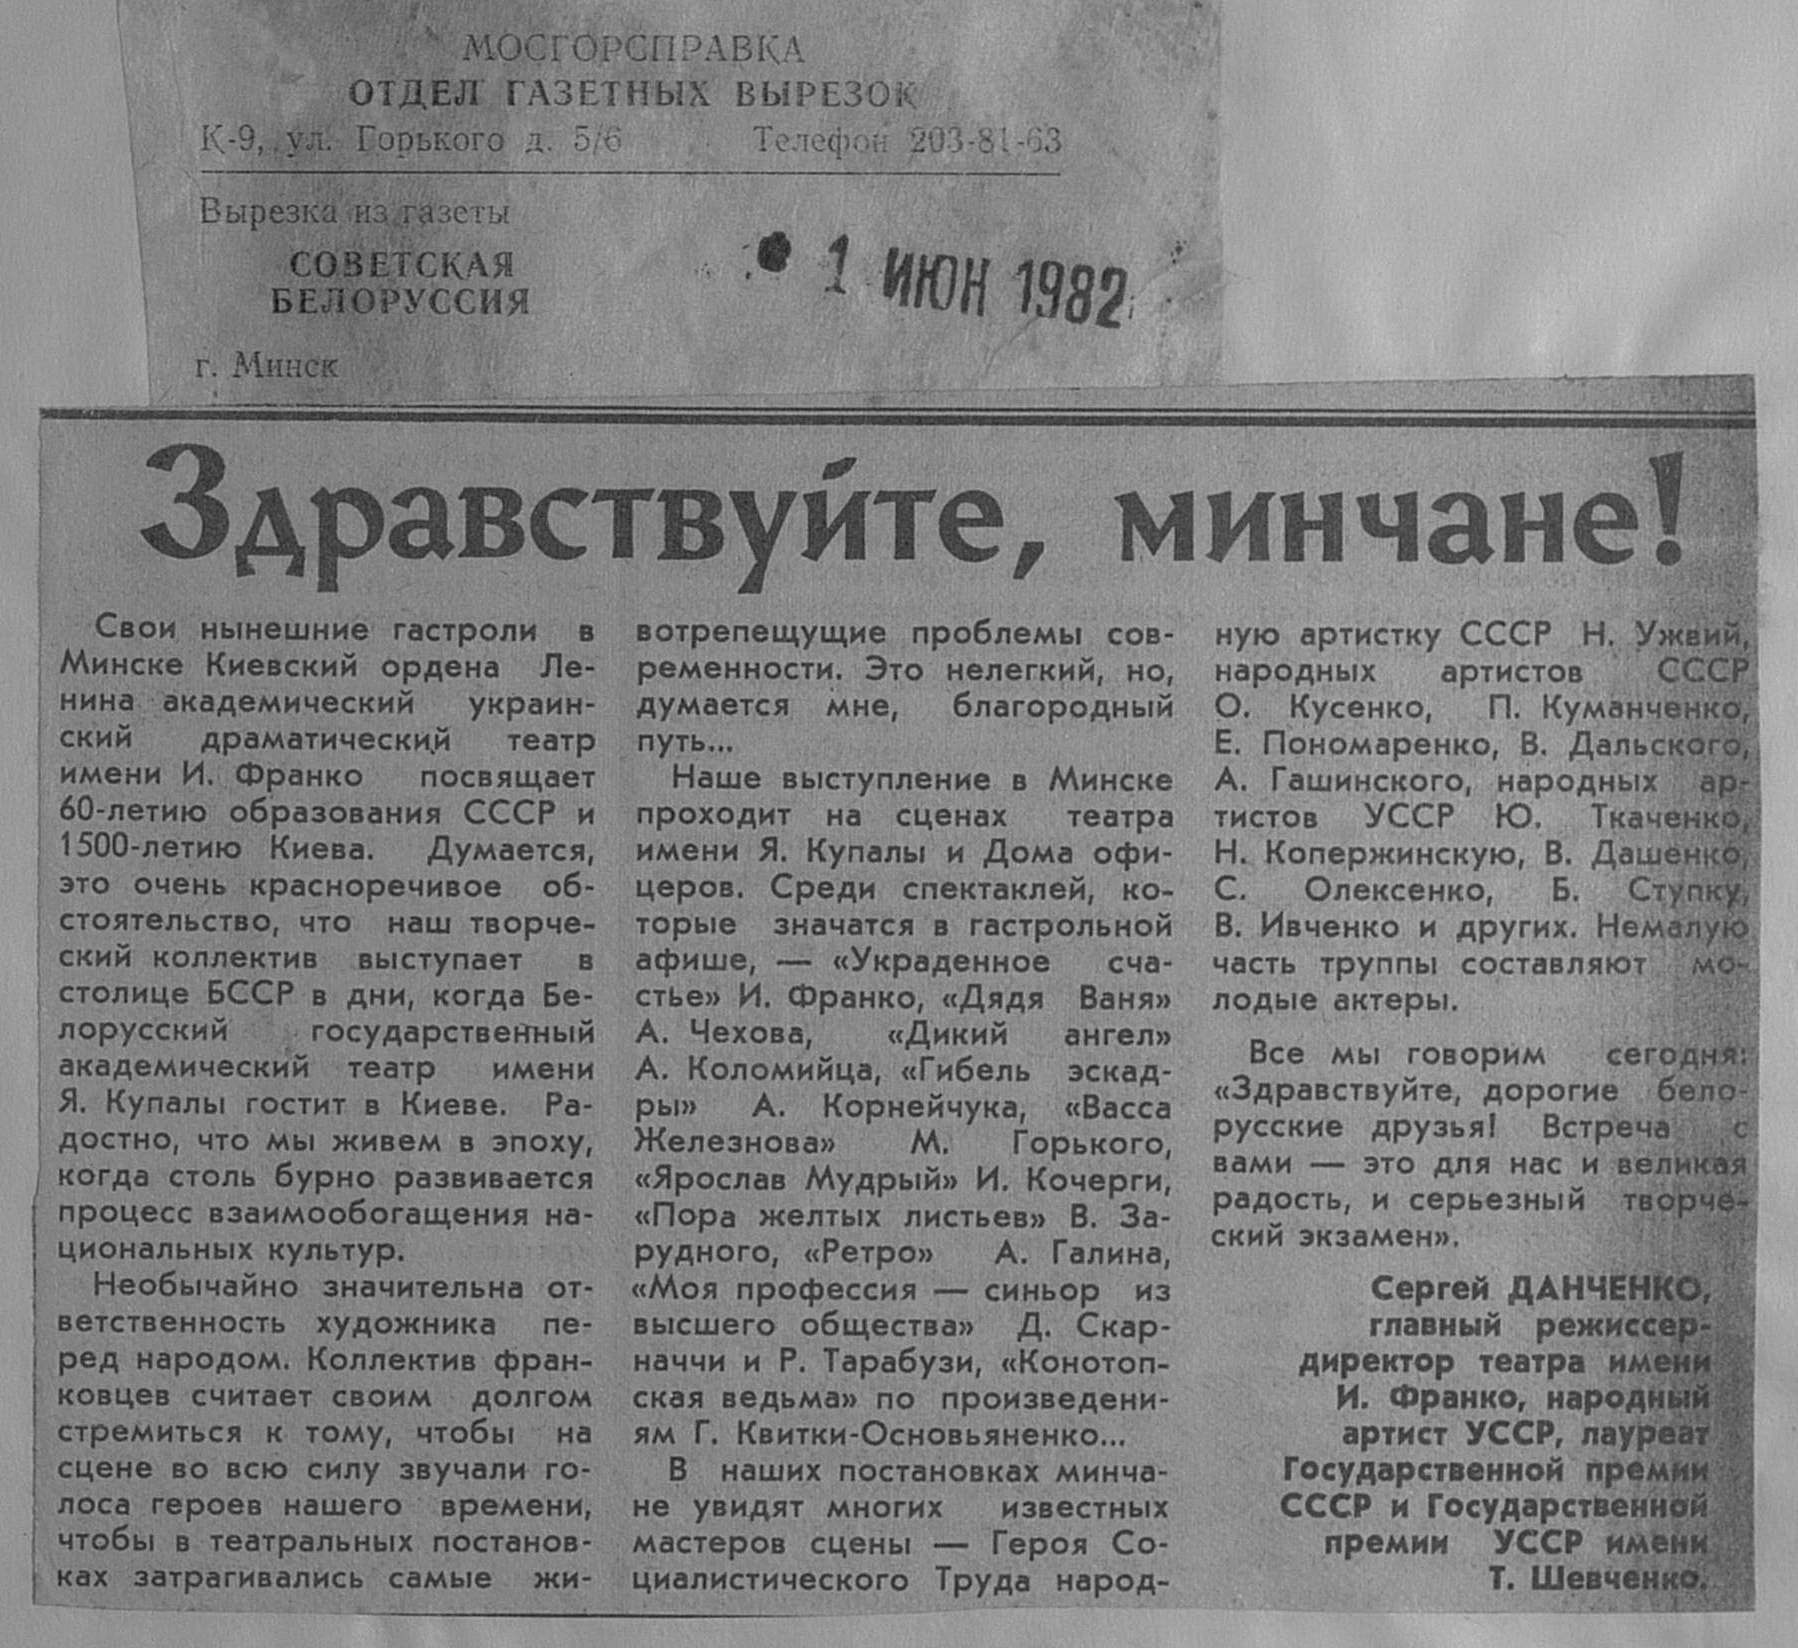 МОСГОРСПРАВКА
ОТДЕЛ ГАЗЕТНЫХ ВЫРЕЗОК
К-9, ул. Горького д. 5/6 Телефон 203-81-63
Вырезка из газеты
СОВЕТСКАЯ
БЕЛОРУССИЯ
1 ИЮН 1982
г. Минск
Здравствуйте, минчане!
Свои нынешние гастроли в
Минске Киевский ордена Ле-
нина академический украин-
ский драматический театр
имени И. Франко посвящает
60-летию образования СССР и
1500-летию Киева. Думается,
это очень красноречивое об-
стоятельство, что наш творче-
ский коллектив выступает в
столице БССР в дни, когда Бе-
лорусский государственный
академический театр имени
Я. Купалы гостит в Киеве. Ра-
достно, что мы живем в эпоху,
когда столь бурно развивается
процесс взаимообогащения на-
циональных культур.
Необычайно значительна от-
ветственность художника пе-
ред народом. Коллектив фран-
ковцев считает своим долгом
стремиться к тому, чтобы на
сцене во всю силу звучали го-
лоса героев нашего времени,
чтобы в театральных постанов-
ках затрагивались самые жи-
вотрепещущие проблемы сов-
ременности. Это нелегкий, но,
думается мне, благородный
путь...
Наше выступление в Минске
проходит на сценах театра
имени Я. Купалы и Дома офи-
церов. Среди спектаклей, ко-
торые значатся в гастрольной
афише, — «Украденное сча-
стье» И. Франко, «Дядя Ваня»
А. Чехова, «Дикий ангел»
А. Коломийца, «Гибель эскад-
ры» А. Корнейчука, «Васса
Железнова» М. Горького,
«Ярослав Мудрый» И. Кочерги,
«Пора желтых листьев» В. За-
рудного, «Ретро» А. Галина,
«Моя профессия — синьор из
высшего общества» Д. Скар-
наччи и Р. Тарабузи, «Конотоп-
ская ведьма» по произведени-
ям Г. Квитки-Основьяненко...
В наших постановках минча-
не увидят многих известных
мастеров сцены — Героя Со-
циалистического Труда народ-
ную артистку СССР Н. Ужвий,
народных артистов СССР
О. Кусенко, П. Куманченко,
Е. Пономаренко, В. Дальского,
А. Гашинского, народных ар-
тистов УССР Ю. Ткаченко,
Н. Копержинскую, В. Дашенко,
С. Олексенко, Б. Ступку,
В. Ивченко и других. Немалую
часть труппы составляют мо-
лодые актеры.
Все мы говорим сегодня:
«Здравствуйте, дорогие бело-
русские друзья! Встреча с
вами — это для нас и великая
радость, и серьезный творче-
ский экзамен».
Сергей ДАНЧЕНКО,
главный режиссер-
директор театра имени
И. Франко, народный
артист УССР, лауреат
Государственной премии
СССР и Государственной
премии УССР имени
Т. Шевченко.